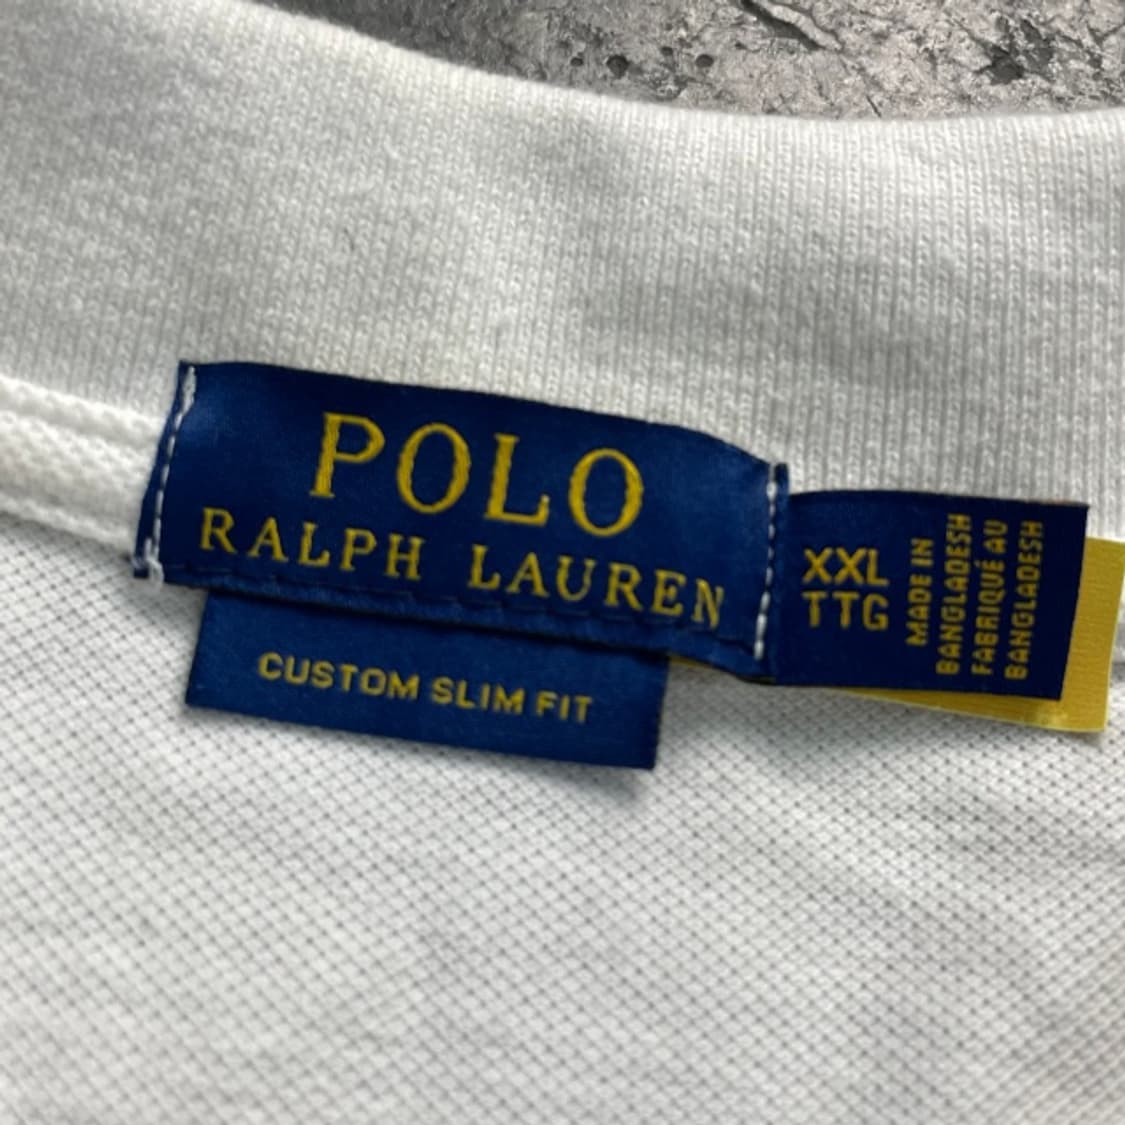 POLO
RALPH LAUREN
CUSTOM SLIM FIT
XXL
TTG
MADE IN
BANGLADESH
FABRIQUÉ AU
BANGLADESH